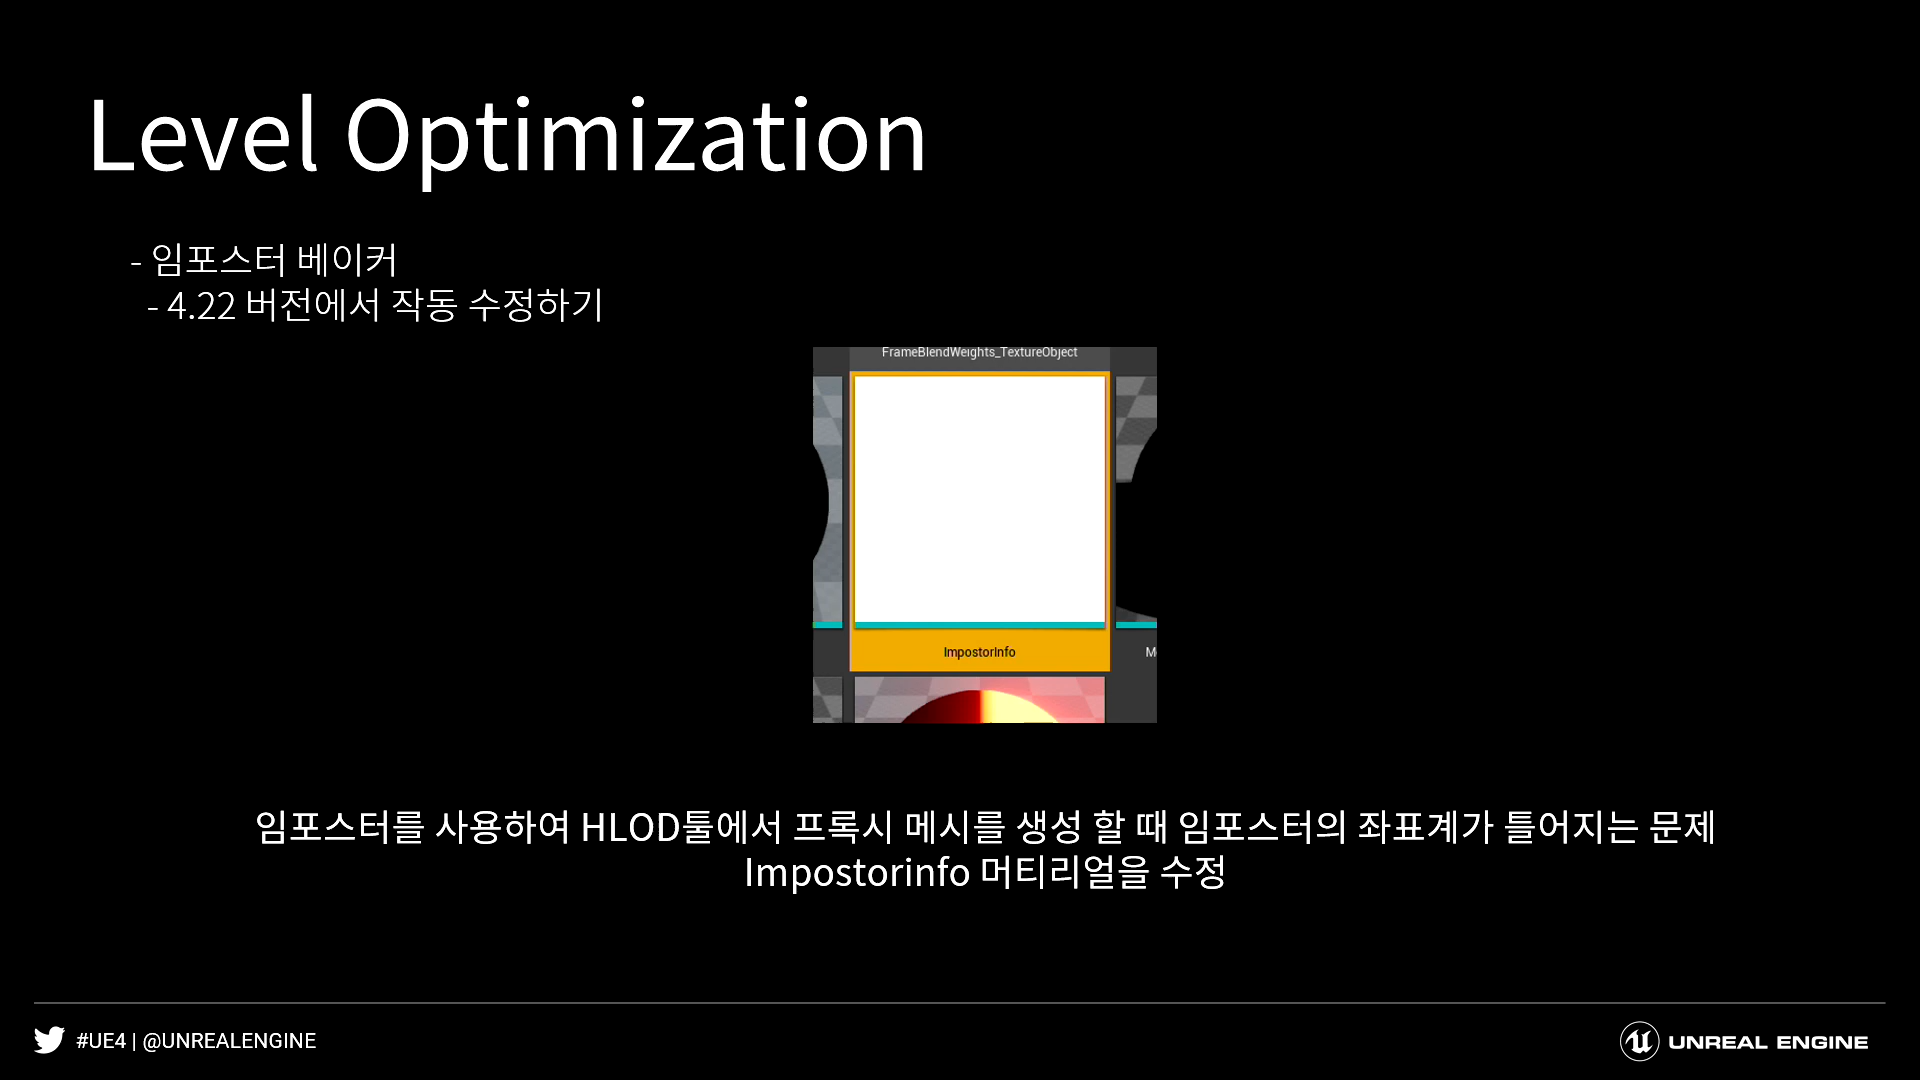 Level Optimization
- 임포스터 베이커
- 4.22 버전에서 작동 수정하기
FrameBlendWeights_TextureObject
ImpostorInfo
M
임포스터를 사용하여 HLOD툴에서 프록시 메시를 생성 할 때 임포스터의 좌표계가 틀어지는 문제
Impostorinfo 머티리얼을 수정
#UE4 | @UNREALENGINE
UNREAL ENGINE